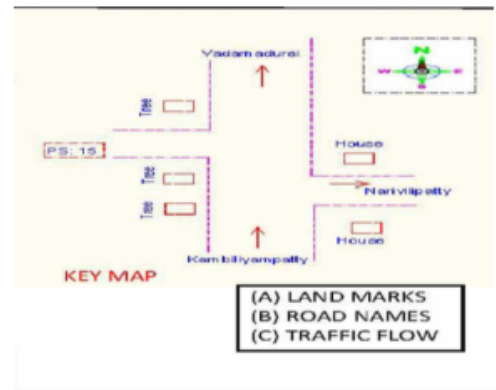 Vadamadurai
N
W E
S
Tree
PS: 15
House
Tree
Narivilipatty
Tree
House
Kambiliyampatty
KEY MAP
(A) LAND MARKS
(B) ROAD NAMES
(C) TRAFFIC FLOW